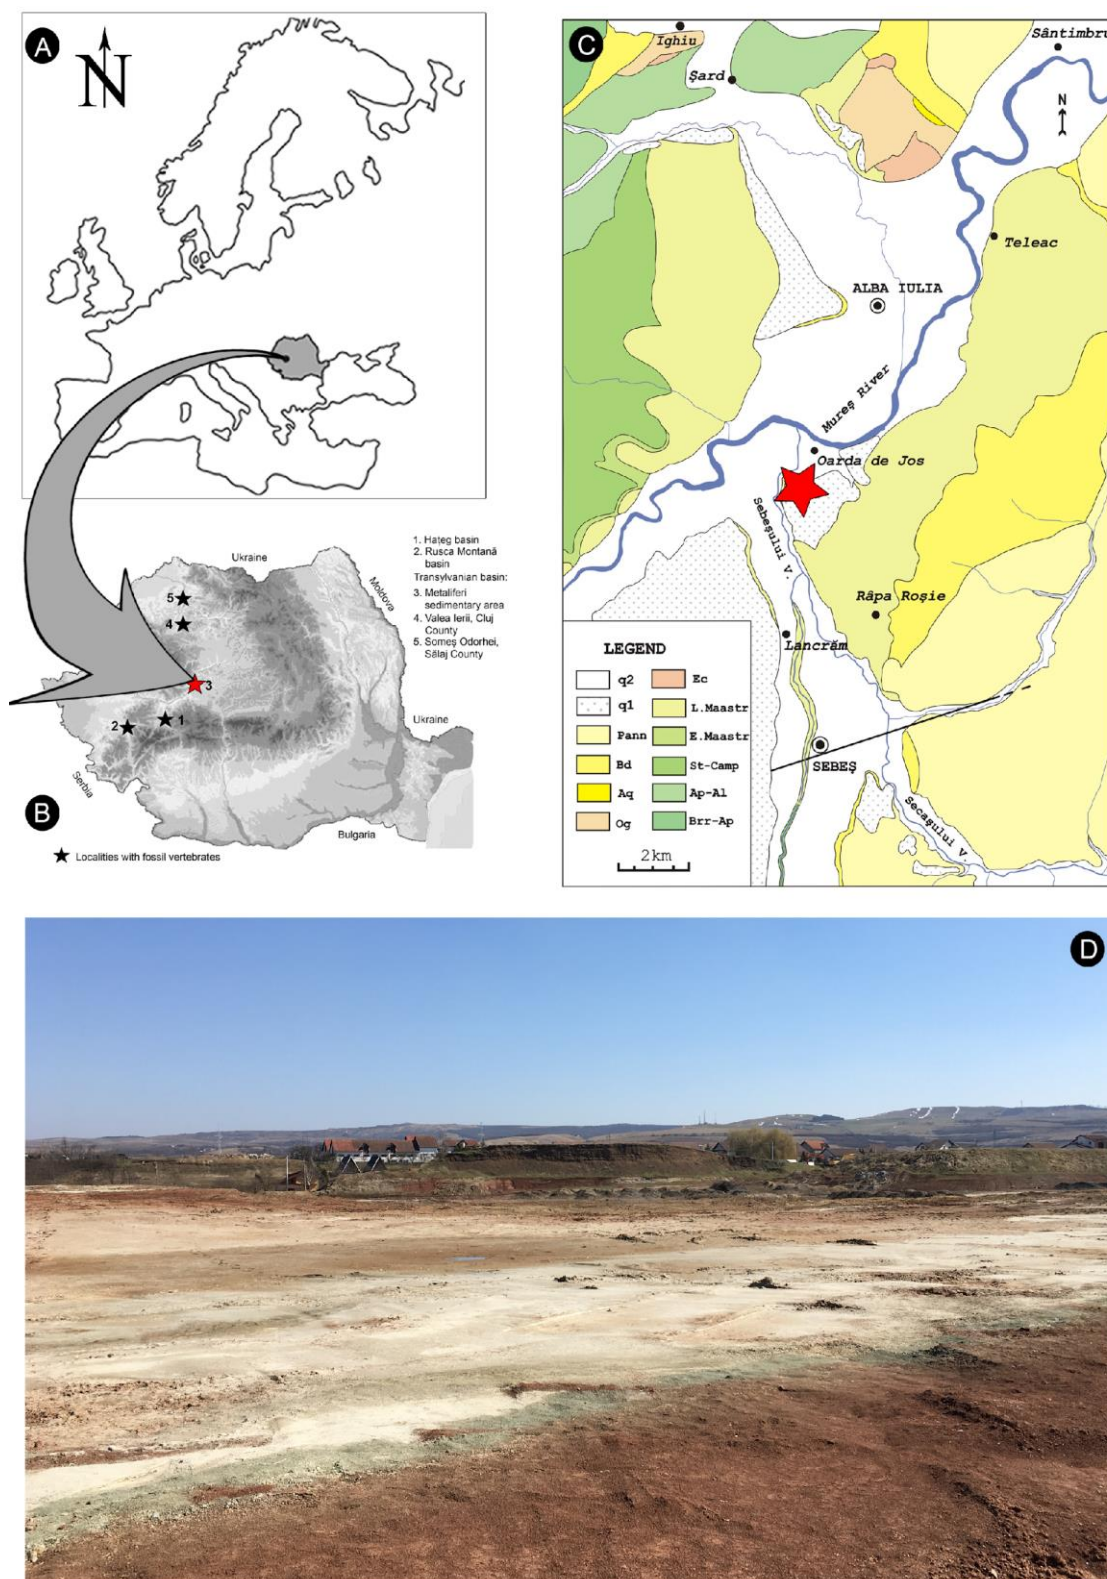 A
N
Ukraine
Moldova
Ukraine
Serbia
Bulgaria
5
4
3
2
1
1. Hațeg basin
2. Rusca Montană
basin
Transylvanian basin:
3. Metaliferi
sedimentary area
4. Valea Ierii, Cluj
County
5. Someș Odorhei,
Sălaj County
B
Localities with fossil vertebrates
C
Ighiu
Şard
Sântimbru
N
Teleac
ALBA IULIA
Mureş River
Oarda de Jos
Sebeşului V.
Râpa Roşie
Lancrăm
SEBEŞ
Secaşului V.
LEGEND
q2
q1
Pann
Bd
Aq
Og
Ec
L.Maastr
E.Maastr
St-Camp
Ap-Al
Brr-Ap
2km
D